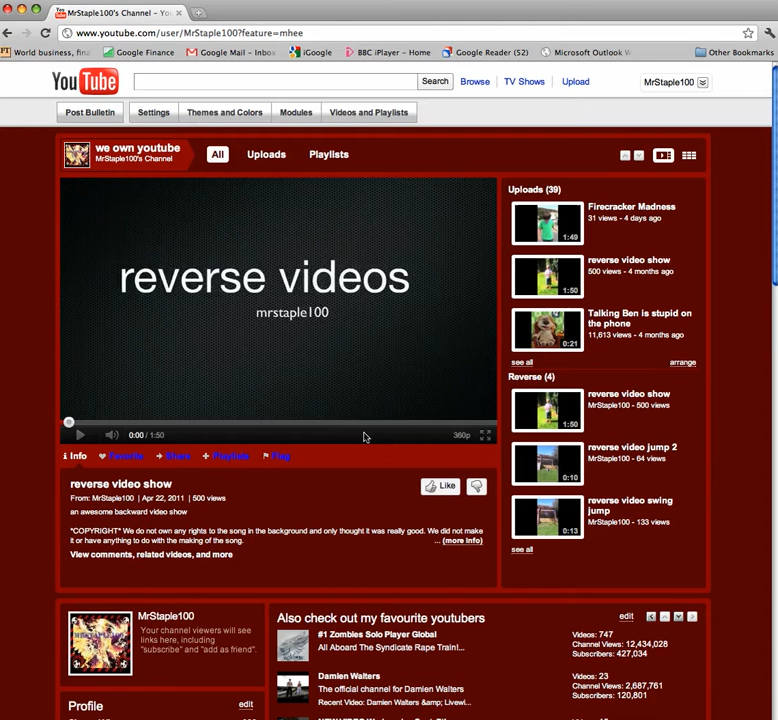 MrStaple100's Channel - You
www.youtube.com/user/MrStaple100?feature=mhee
World business, fin
Google Finance
Google Mail - Inbox
iGoogle
BBC iPlayer - Home
Google Reader (52)
Microsoft Outlook W
Other Bookmarks
YouTube
Search
Browse
TV Shows
Upload
MrStaple100
Post Bulletin
Settings
Themes and Colors
Modules
Videos and Playlists
we own youtube
MrStaple100's Channel
All
Uploads
Playlists
reverse videos
mrstaple100
0:00 / 1:50
360p
Info
Favorite
Share
Playlists
Flag
reverse video show
From: MrStaple100 | Apr 22, 2011 | 500 views
an awesome backward video show
Like
*COPYRIGHT* We do not own any rights to the song in the background and only thought it was really good. We did not make
it or have anything to do with the making of the song.
... (more info)
View comments, related videos, and more
Uploads (39)
Firecracker Madness
31 views - 4 days ago
1:49
reverse video show
500 views - 4 months ago
1:50
Talking Ben is stupid on
the phone
11,613 views - 4 months ago
0:21
see all
arrange
Reverse (4)
reverse video show
MrStaple100 - 500 views
1:50
reverse video jump 2
MrStaple100 - 64 views
0:10
reverse video swing
jump
MrStaple100 - 133 views
0:13
see all
MrStaple100
Your channel viewers will see
links here, including
"subscribe" and "add as friend".
Profile
edit
Also check out my favourite youtubers
edit
#1 Zombies Solo Player Global
All Aboard The Syndicate Rape Train!...
Videos: 747
Channel Views: 12,434,028
Subscribers: 427,034
Damien Walters
The official channel for Damien Walters
Recent Video: Damien Walters &amp; Livewi...
Videos: 23
Channel Views: 2,687,761
Subscribers: 120,801